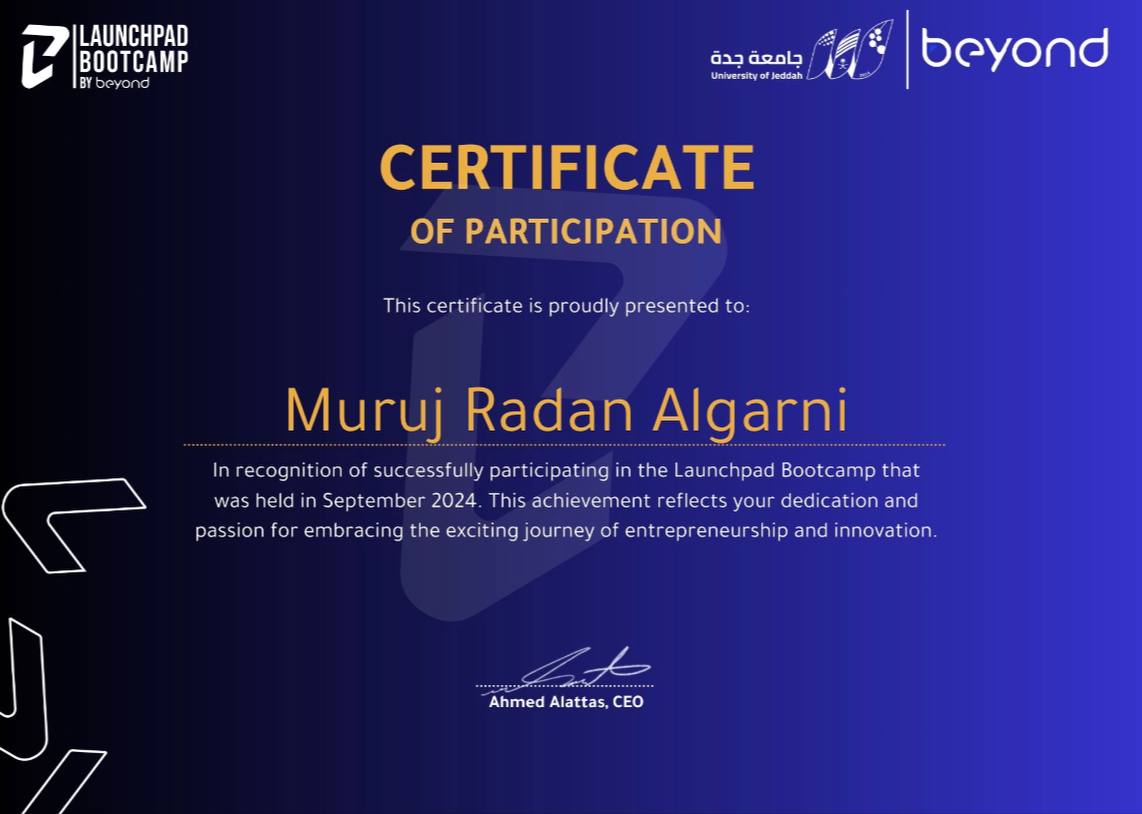 LAUNCHPAD
BOOTCAMP
BY beyond
جامعة جدة
University of Jeddah
beyond
CERTIFICATE
OF PARTICIPATION
This certificate is proudly presented to:
Muruj Radan Algarni
In recognition of successfully participating in the Launchpad Bootcamp that
was held in September 2024. This achievement reflects your dedication and
passion for embracing the exciting journey of entrepreneurship and innovation.
Ahmed Alattas, CEO